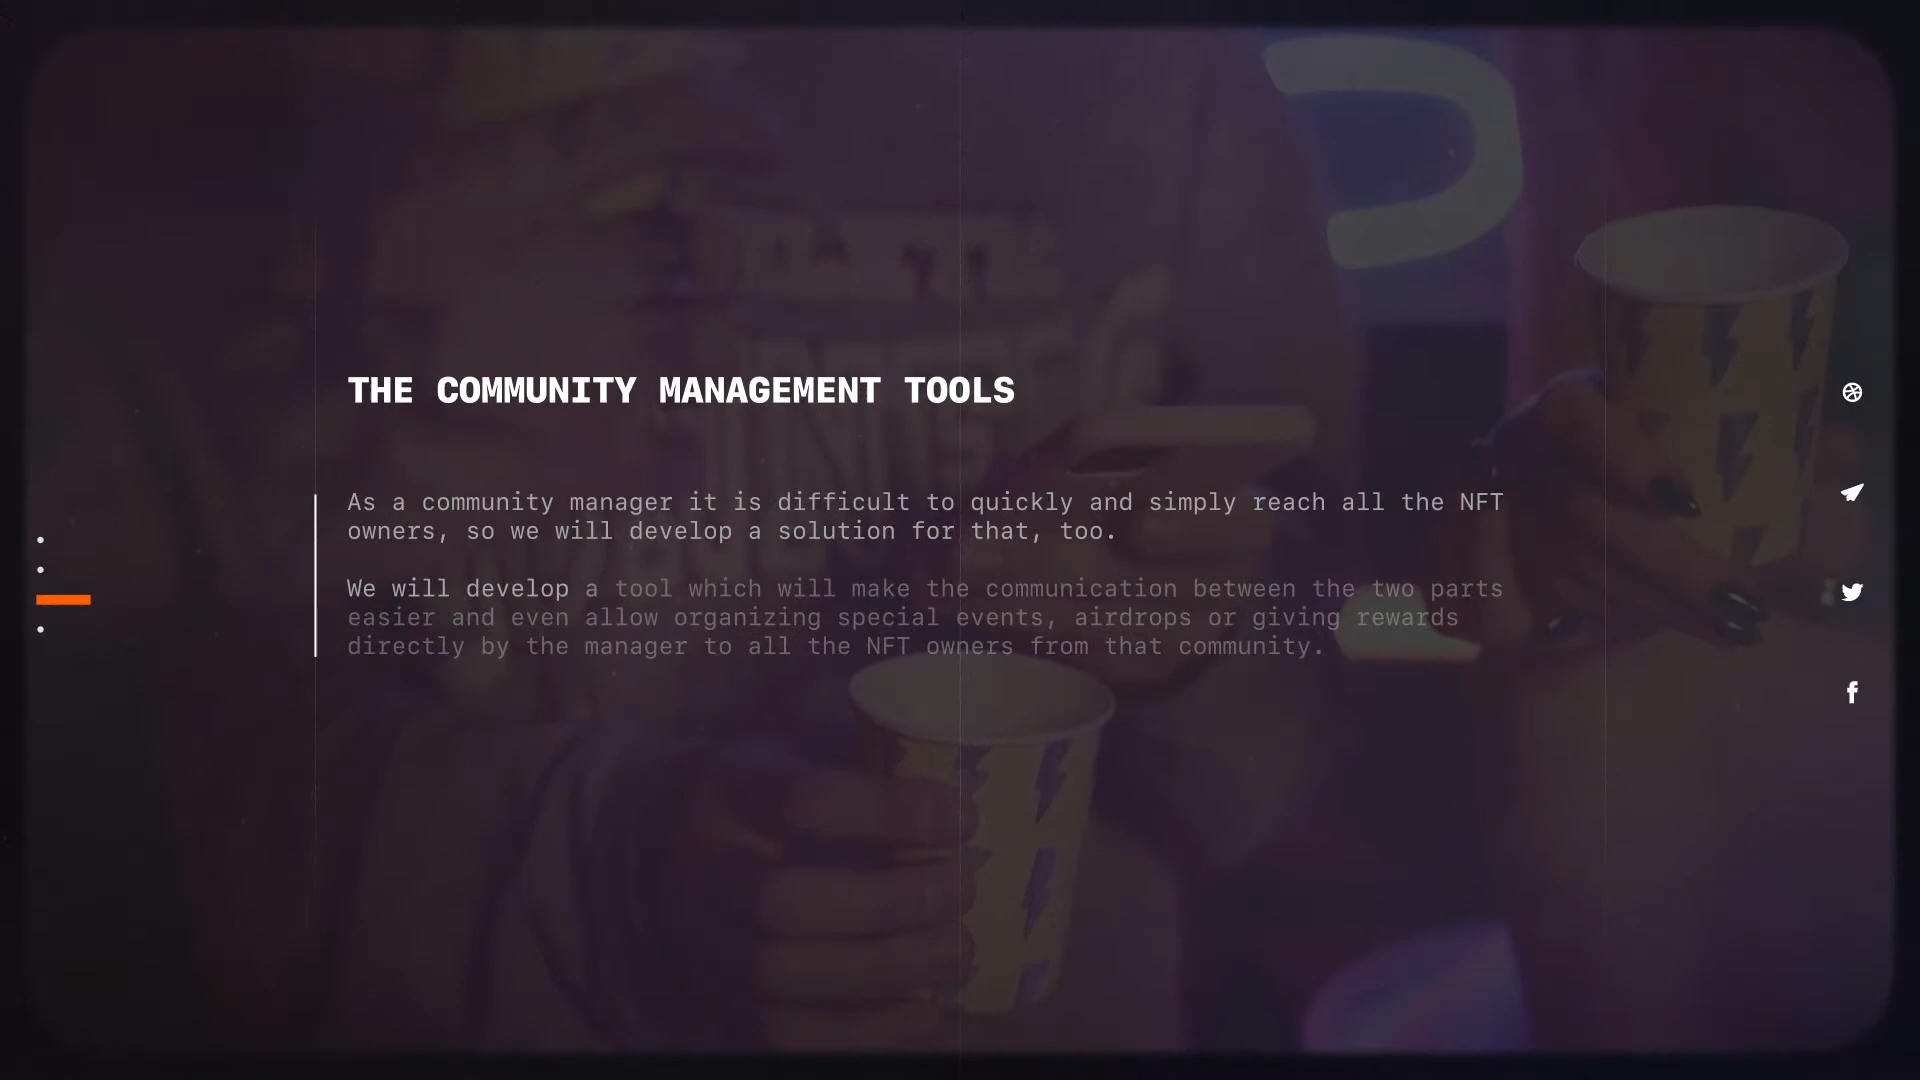 THE COMMUNITY MANAGEMENT TOOLS
As a community manager it is difficult to quickly and simply reach all the NFT
owners, so we will develop a solution for that, too.
We will develop a tool which will make the communication between the two parts
easier and even allow organizing special events, airdrops or giving rewards
directly by the manager to all the NFT owners from that community.